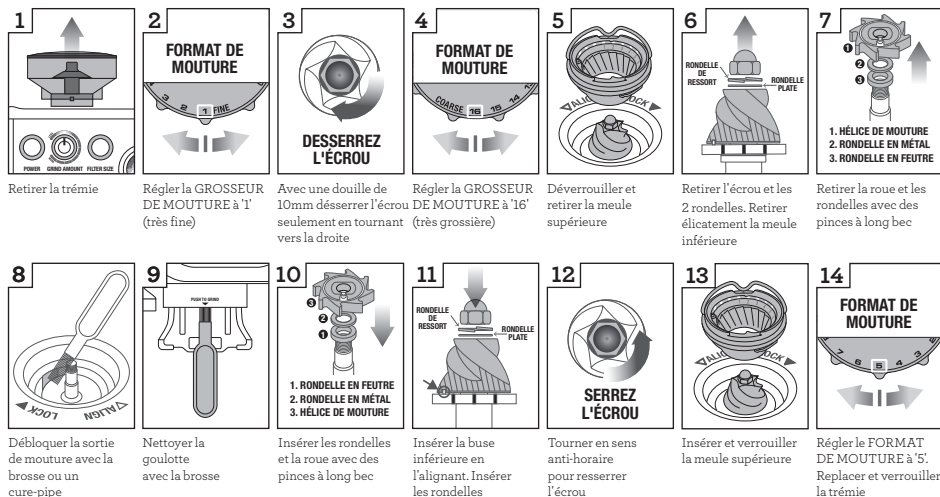 1
POWER GRIND AMOUNT FILTER SIZE
Retirer la trémie
2
FORMAT DE
MOUTURE
3 2 1 FINE
Régler la GROSSEUR
DE MOUTURE à '1'
(très fine)
3
DESSERREZ
L'ÉCROU
Avec une douille de
10mm désserrer l'écrou
seulement en tournant
vers la droite
4
FORMAT DE
MOUTURE
COARSE 16 15 14
Régler la GROSSEUR
DE MOUTURE à '16'
(très grossière)
5
Déverrouiller et
retirer la meule
supérieure
6
RONDELLE
DE
RESSORT
RONDELLE
PLATE
Retirer l'écrou et les
2 rondelles. Retirer
élicatement la meule
inférieure
7
1
2
3
1. HÉLICE DE MOUTURE
2. RONDELLE EN MÉTAL
3. RONDELLE EN FEUTRE
Retirer la roue et les
rondelles avec des
pinces à long bec
8
LOCK ALIGN
Débloquer la sortie
de mouture avec la
brosse ou un
cure-pipe
9
PUSH TO GRIND
Nettoyer la
goulotte
avec la brosse
10
3
2
1
1. RONDELLE EN FEUTRE
2. RONDELLE EN MÉTAL
3. HÉLICE DE MOUTURE
Insérer les rondelles
et la roue avec des
pinces à long bec
11
RONDELLE
DE
RESSORT
RONDELLE
PLATE
Insérer la buse
inférieure en
l'alignant. Insérer
les rondelles
12
SERREZ
L'ÉCROU
Tourner en sens
anti-horaire
pour resserrer
l'écrou
13
Insérer et verrouiller
la meule supérieure
14
FORMAT DE
MOUTURE
7 6 5 4 3
Régler le FORMAT
DE MOUTURE à '5'.
Replacer et verrouiller
la trémie